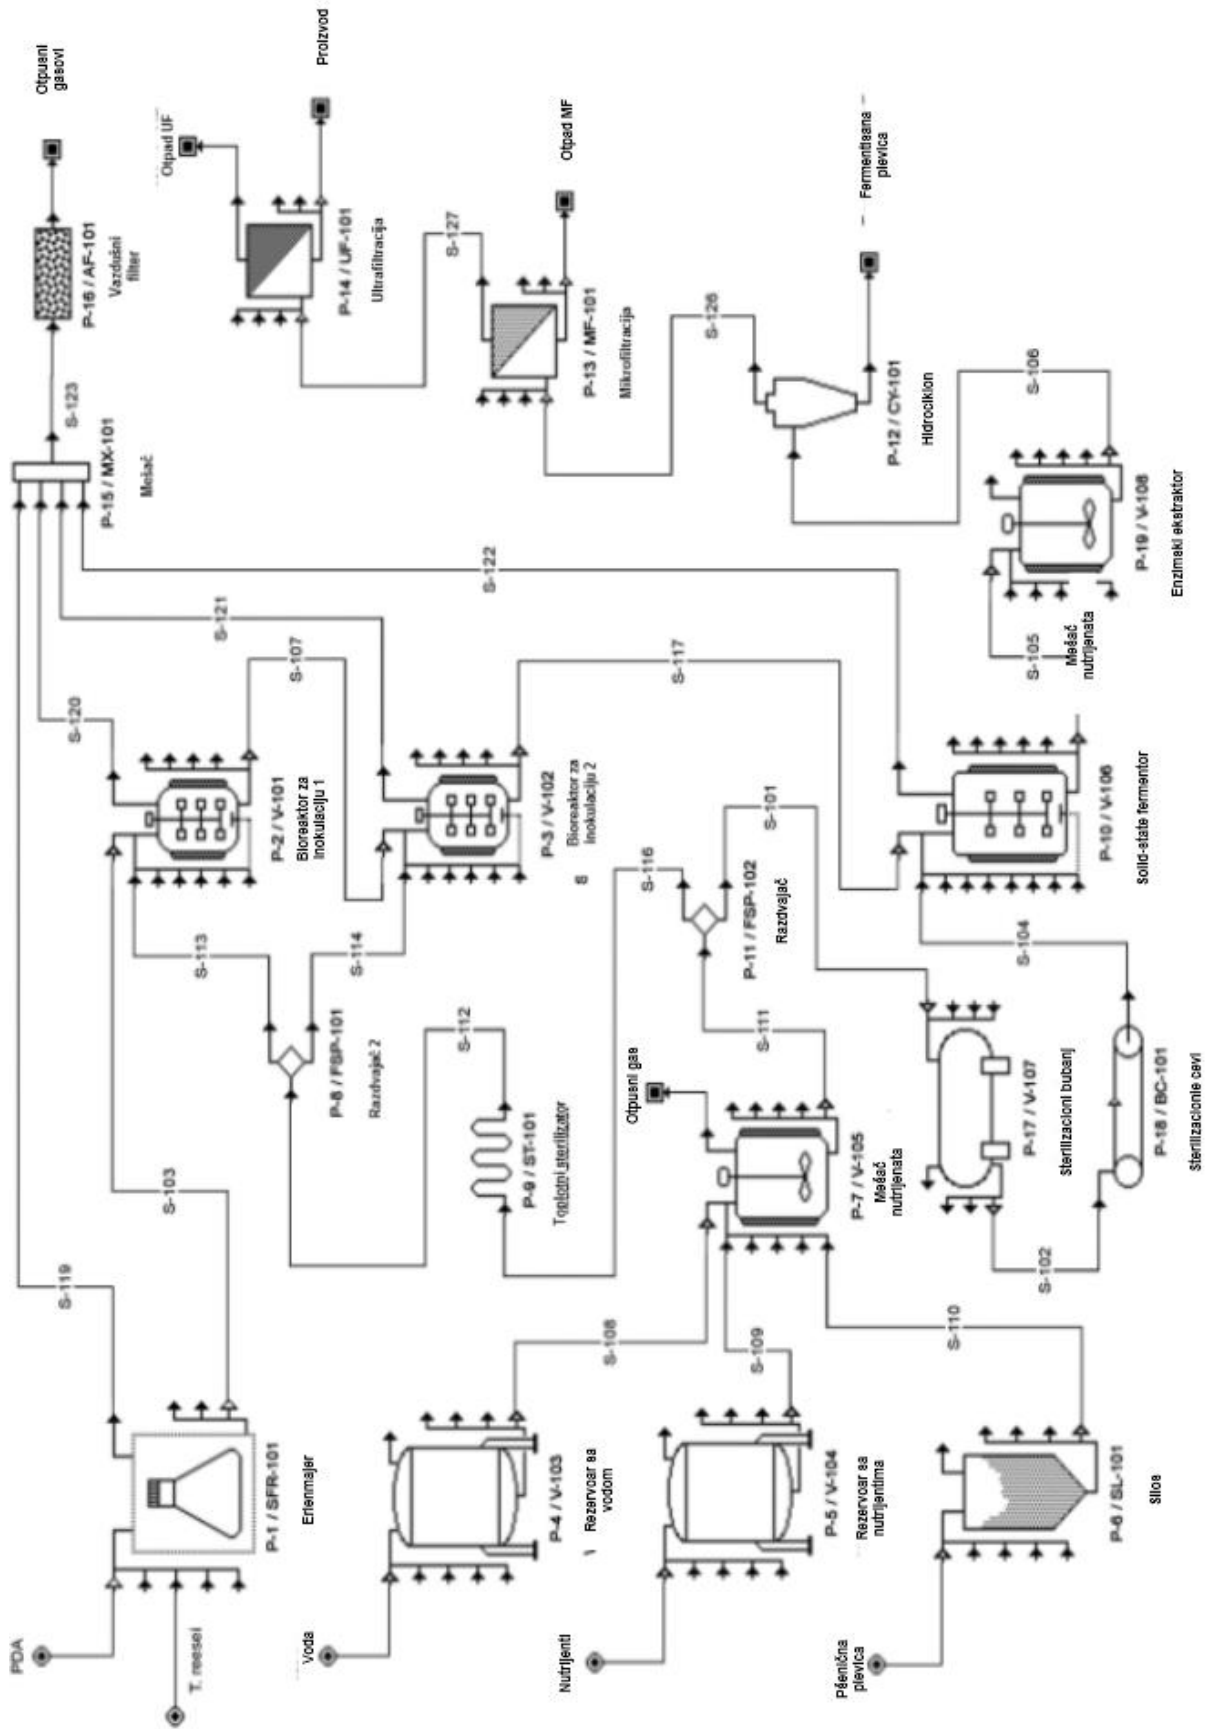 PDA
T. reesei
P-1 / SFR-101
Erlenmajer
S-119
S-103
Voda
P-4 / V-103
Rezervoar sa
vodom
Nutrijenti
P-5 / V-104
Rezervoar sa
nutrijentima
Pšenična
plevica
P-6 / SL-101
Silos
S-108
S-109
S-110
P-7 / V-105
Mešač
nutrijenata
Otpusni gas
S-111
P-9 / ST-101
Toplotni sterilizator
S-112
P-8 / FSP-101
Razdvajač 2
S-113
S-114
P-11 / FSP-102
Razdvajač
S-116
S-101
P-17 / V-107
Sterilizacioni bubanj
S-102
P-18 / BC-101
Sterilizacionie cevi
S-104
P-2 / V-101
Bioreaktor za
inokulaciju 1
P-3 / V-102
Bioreaktor za
inokulaciju 2
s
P-10 / V-106
Solid-state fermentor
S-120
S-107
S-121
S-117
S-122
P-15 / MX-101
Mešač
S-123
P-16 / AF-101
Vazdušni
filter
Otpusni
gasovi
S-105
Mešač
nutrijenata
P-19 / V-108
Enzimski ekstraktor
S-106
P-12 / CY-101
Hidrociklon
Fermentisana
plevica
S-126
P-13 / MF-101
Mikrofiltracija
Otpad MF
S-127
P-14 / UF-101
Ultrafiltracija
Otpad UF
Proizvod